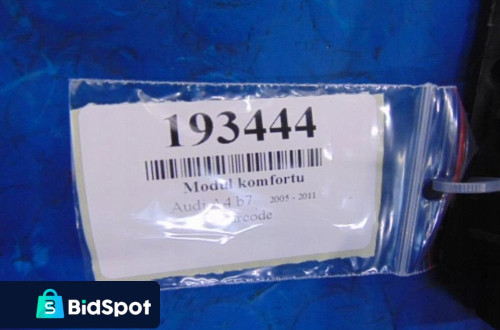 193444
Moduł komfortu
Audi A4 b7 2005 - 2011
BidSpot